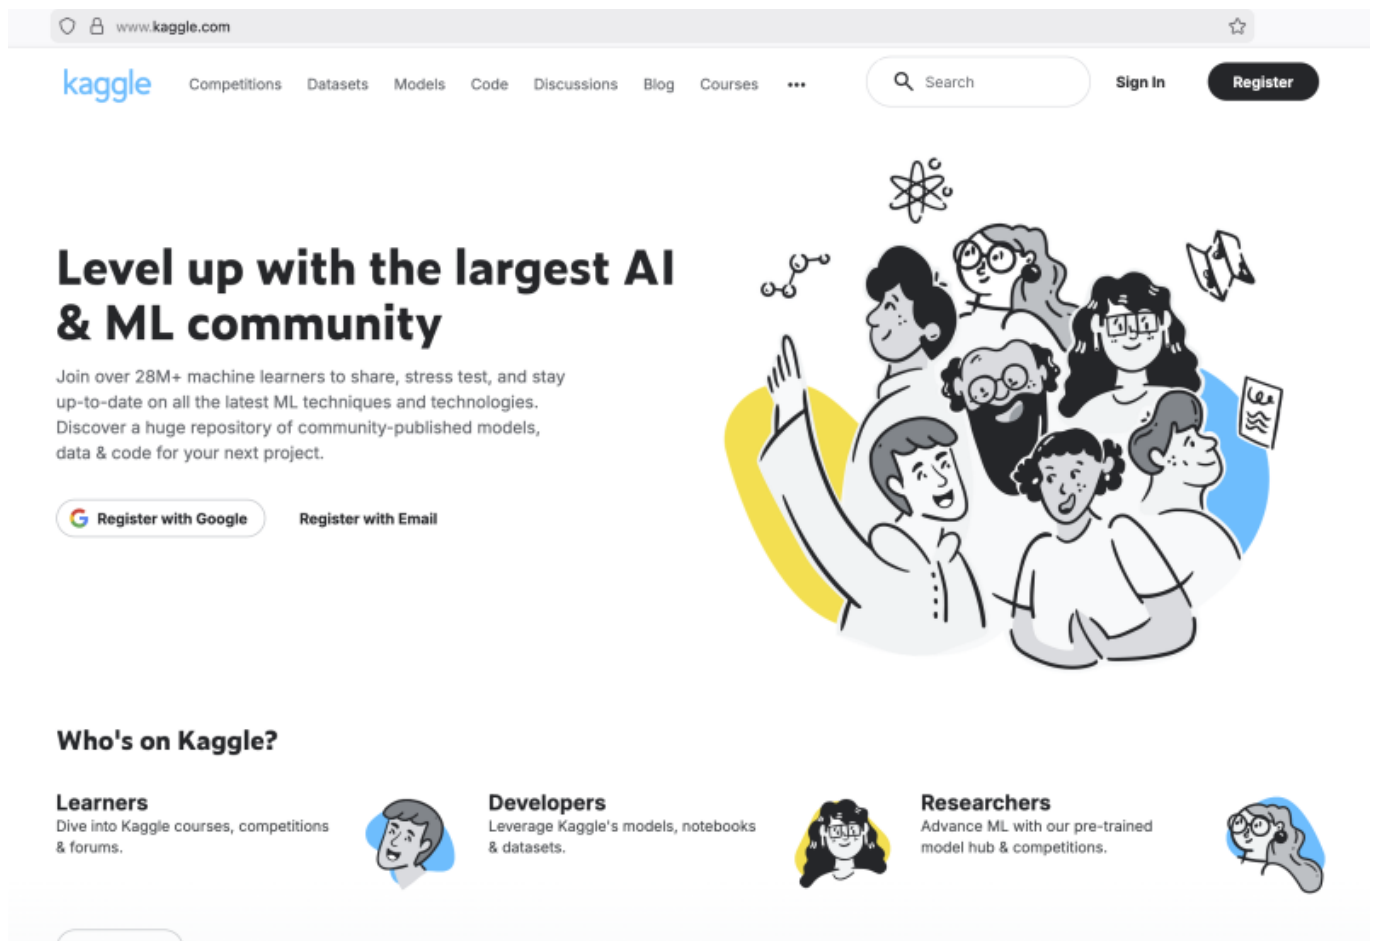 www.kaggle.com
kaggle Competitions Datasets Models Code Discussions Blog Courses ••• Search Sign In Register
Level up with the largest AI
& ML community
Join over 28M+ machine learners to share, stress test, and stay
up-to-date on all the latest ML techniques and technologies.
Discover a huge repository of community-published models,
data & code for your next project.
Register with Google Register with Email
Who's on Kaggle?
Learners
Dive into Kaggle courses, competitions
& forums.
Developers
Leverage Kaggle's models, notebooks
& datasets.
Researchers
Advance ML with our pre-trained
model hub & competitions.